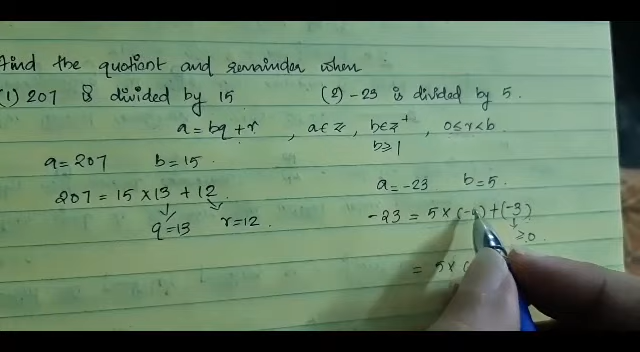 Find the quotient and remainder when
(1) 207 is divided by 15
(2) -23 is divided by 5.
a = bq + r , a ∈ Z, b ∈ Z⁺, 0 ≤ r < b
b ≥ 1
a = 207 b = 15
207 = 15 × 13 + 12
q = 13 r = 12
a = -23 b = 5
-23 = 5 × (-4) + (-3)
≥ 0
= 5 × (